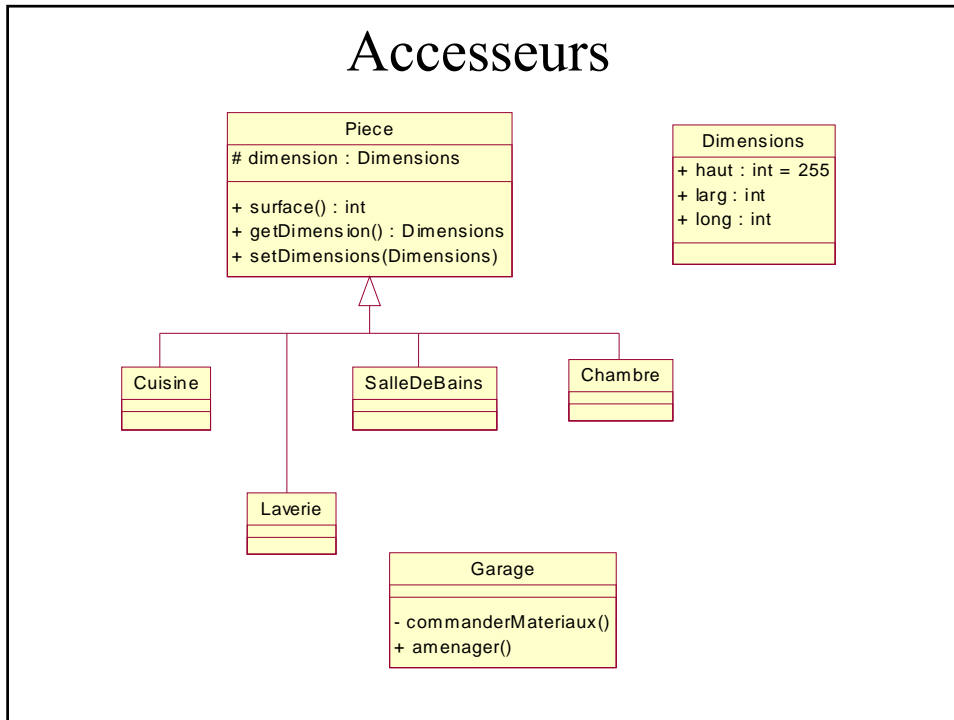 Accesseurs
Piece
# dimension : Dimensions
+ surface() : int
+ getDimension() : Dimensions
+ setDimensions(Dimensions)
Dimensions
+ haut : int = 255
+ larg : int
+ long : int
Cuisine
SalleDeBains
Chambre
Laverie
Garage
- commanderMateriaux()
+ amenager()